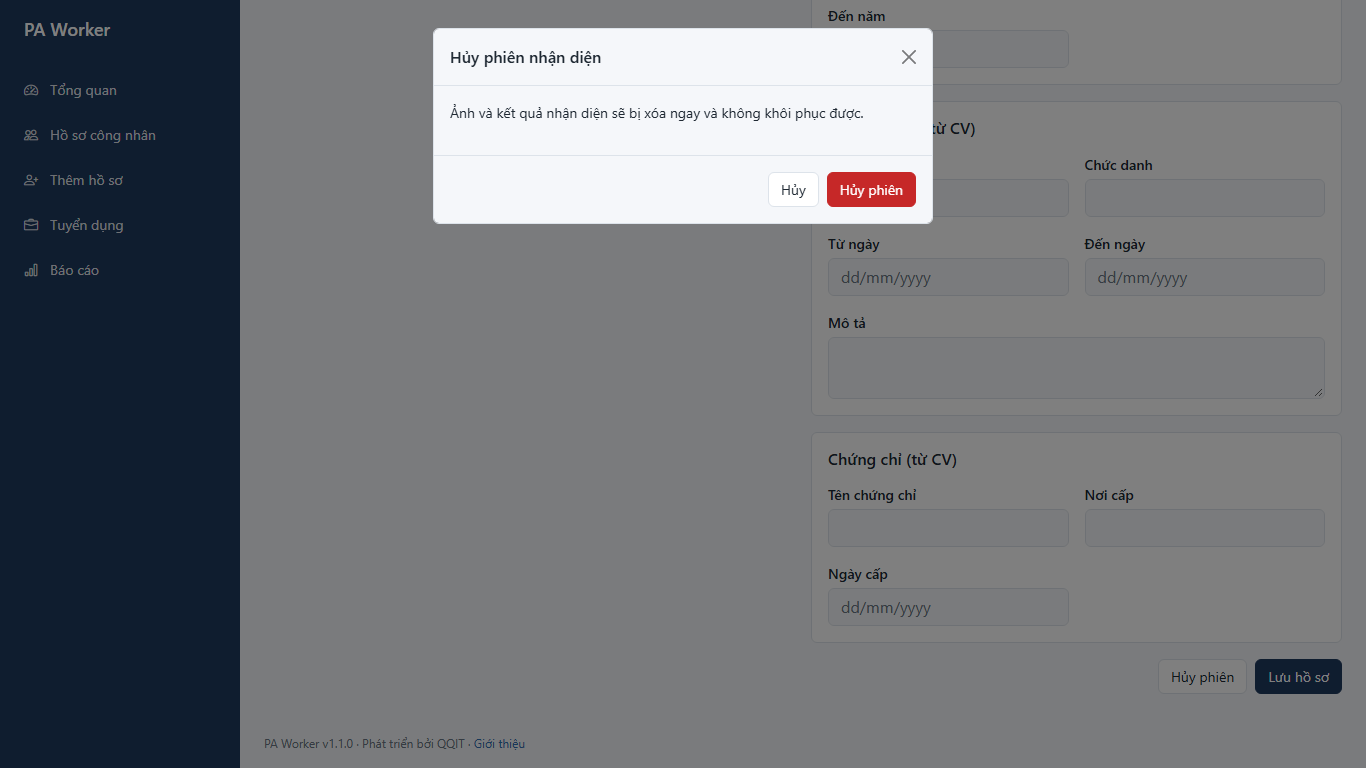 PA Worker
Tổng quan
Hồ sơ công nhân
Thêm hồ sơ
Tuyển dụng
Báo cáo
Đến năm
Hủy phiên nhận diện
Ảnh và kết quả nhận diện sẽ bị xóa ngay và không khôi phục được.
Hủy
Hủy phiên
từ CV)
Chức danh
Từ ngày
Đến ngày
dd/mm/yyyy
dd/mm/yyyy
Mô tả
Chứng chỉ (từ CV)
Tên chứng chỉ
Nơi cấp
Ngày cấp
dd/mm/yyyy
Hủy phiên
Lưu hồ sơ
PA Worker v1.1.0 · Phát triển bởi QQIT · Giới thiệu